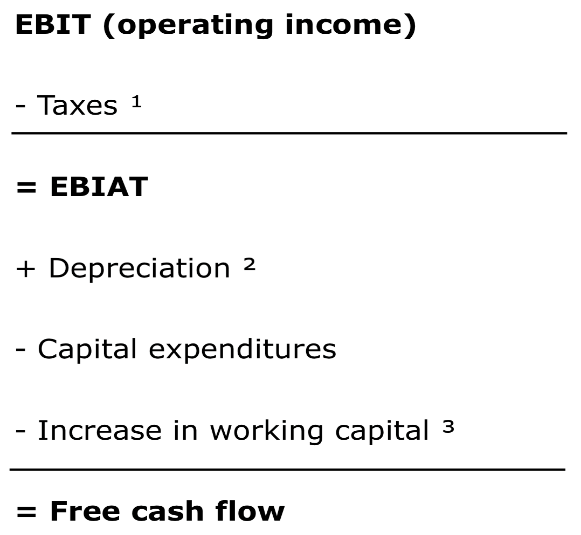 EBIT (operating income)
- Taxes ¹
= EBIAT
+ Depreciation ²
- Capital expenditures
- Increase in working capital ³
= Free cash flow